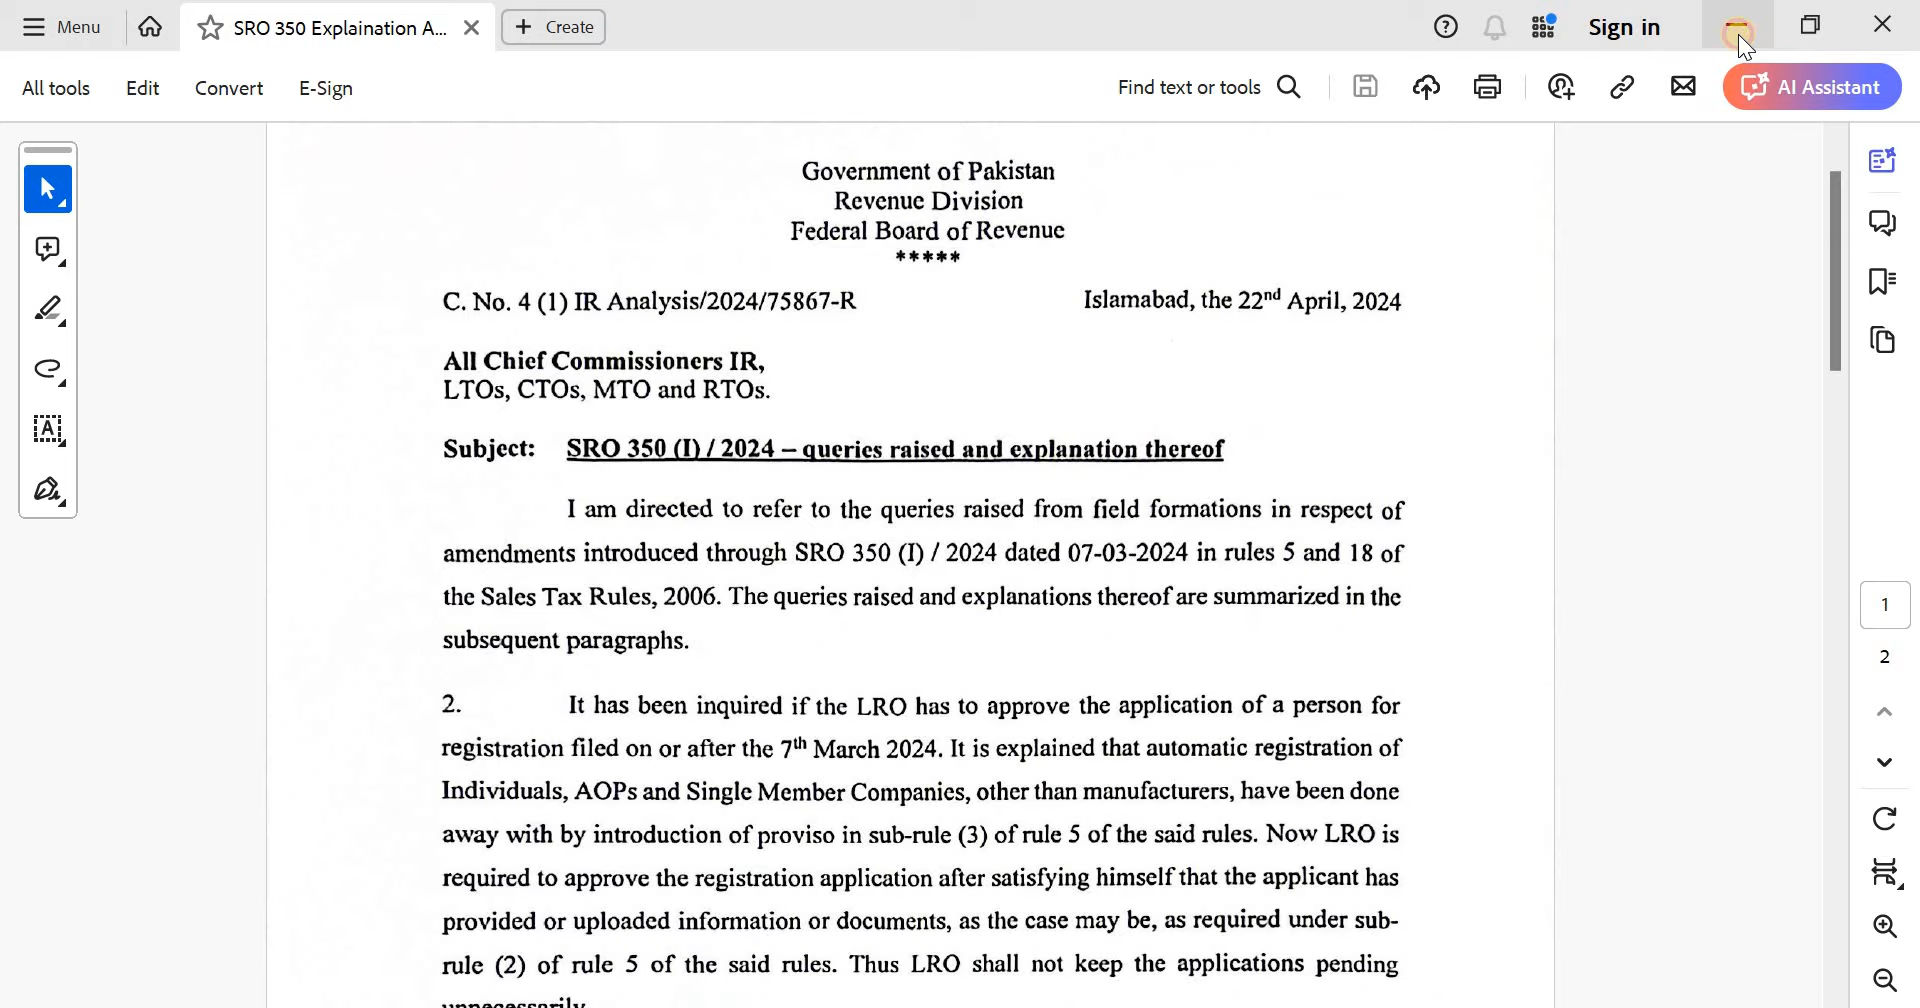 Menu
SRO 350 Explaination A...
Create
Sign in
All tools
Edit
Convert
E-Sign
Find text or tools
AI Assistant
Government of Pakistan
Revenue Division
Federal Board of Revenue
*****
C. No. 4 (1) IR Analysis/2024/75867-R
Islamabad, the 22nd April, 2024
All Chief Commissioners IR,
LTOs, CTOs, MTO and RTOs.
Subject: SRO 350 (I) / 2024 – queries raised and explanation thereof
I am directed to refer to the queries raised from field formations in respect of
amendments introduced through SRO 350 (I) / 2024 dated 07-03-2024 in rules 5 and 18 of
the Sales Tax Rules, 2006. The queries raised and explanations thereof are summarized in the
subsequent paragraphs.
2. It has been inquired if the LRO has to approve the application of a person for
registration filed on or after the 7th March 2024. It is explained that automatic registration of
Individuals, AOPs and Single Member Companies, other than manufacturers, have been done
away with by introduction of proviso in sub-rule (3) of rule 5 of the said rules. Now LRO is
required to approve the registration application after satisfying himself that the applicant has
provided or uploaded information or documents, as the case may be, as required under sub-
rule (2) of rule 5 of the said rules. Thus LRO shall not keep the applications pending
unnecessarily.
1
2